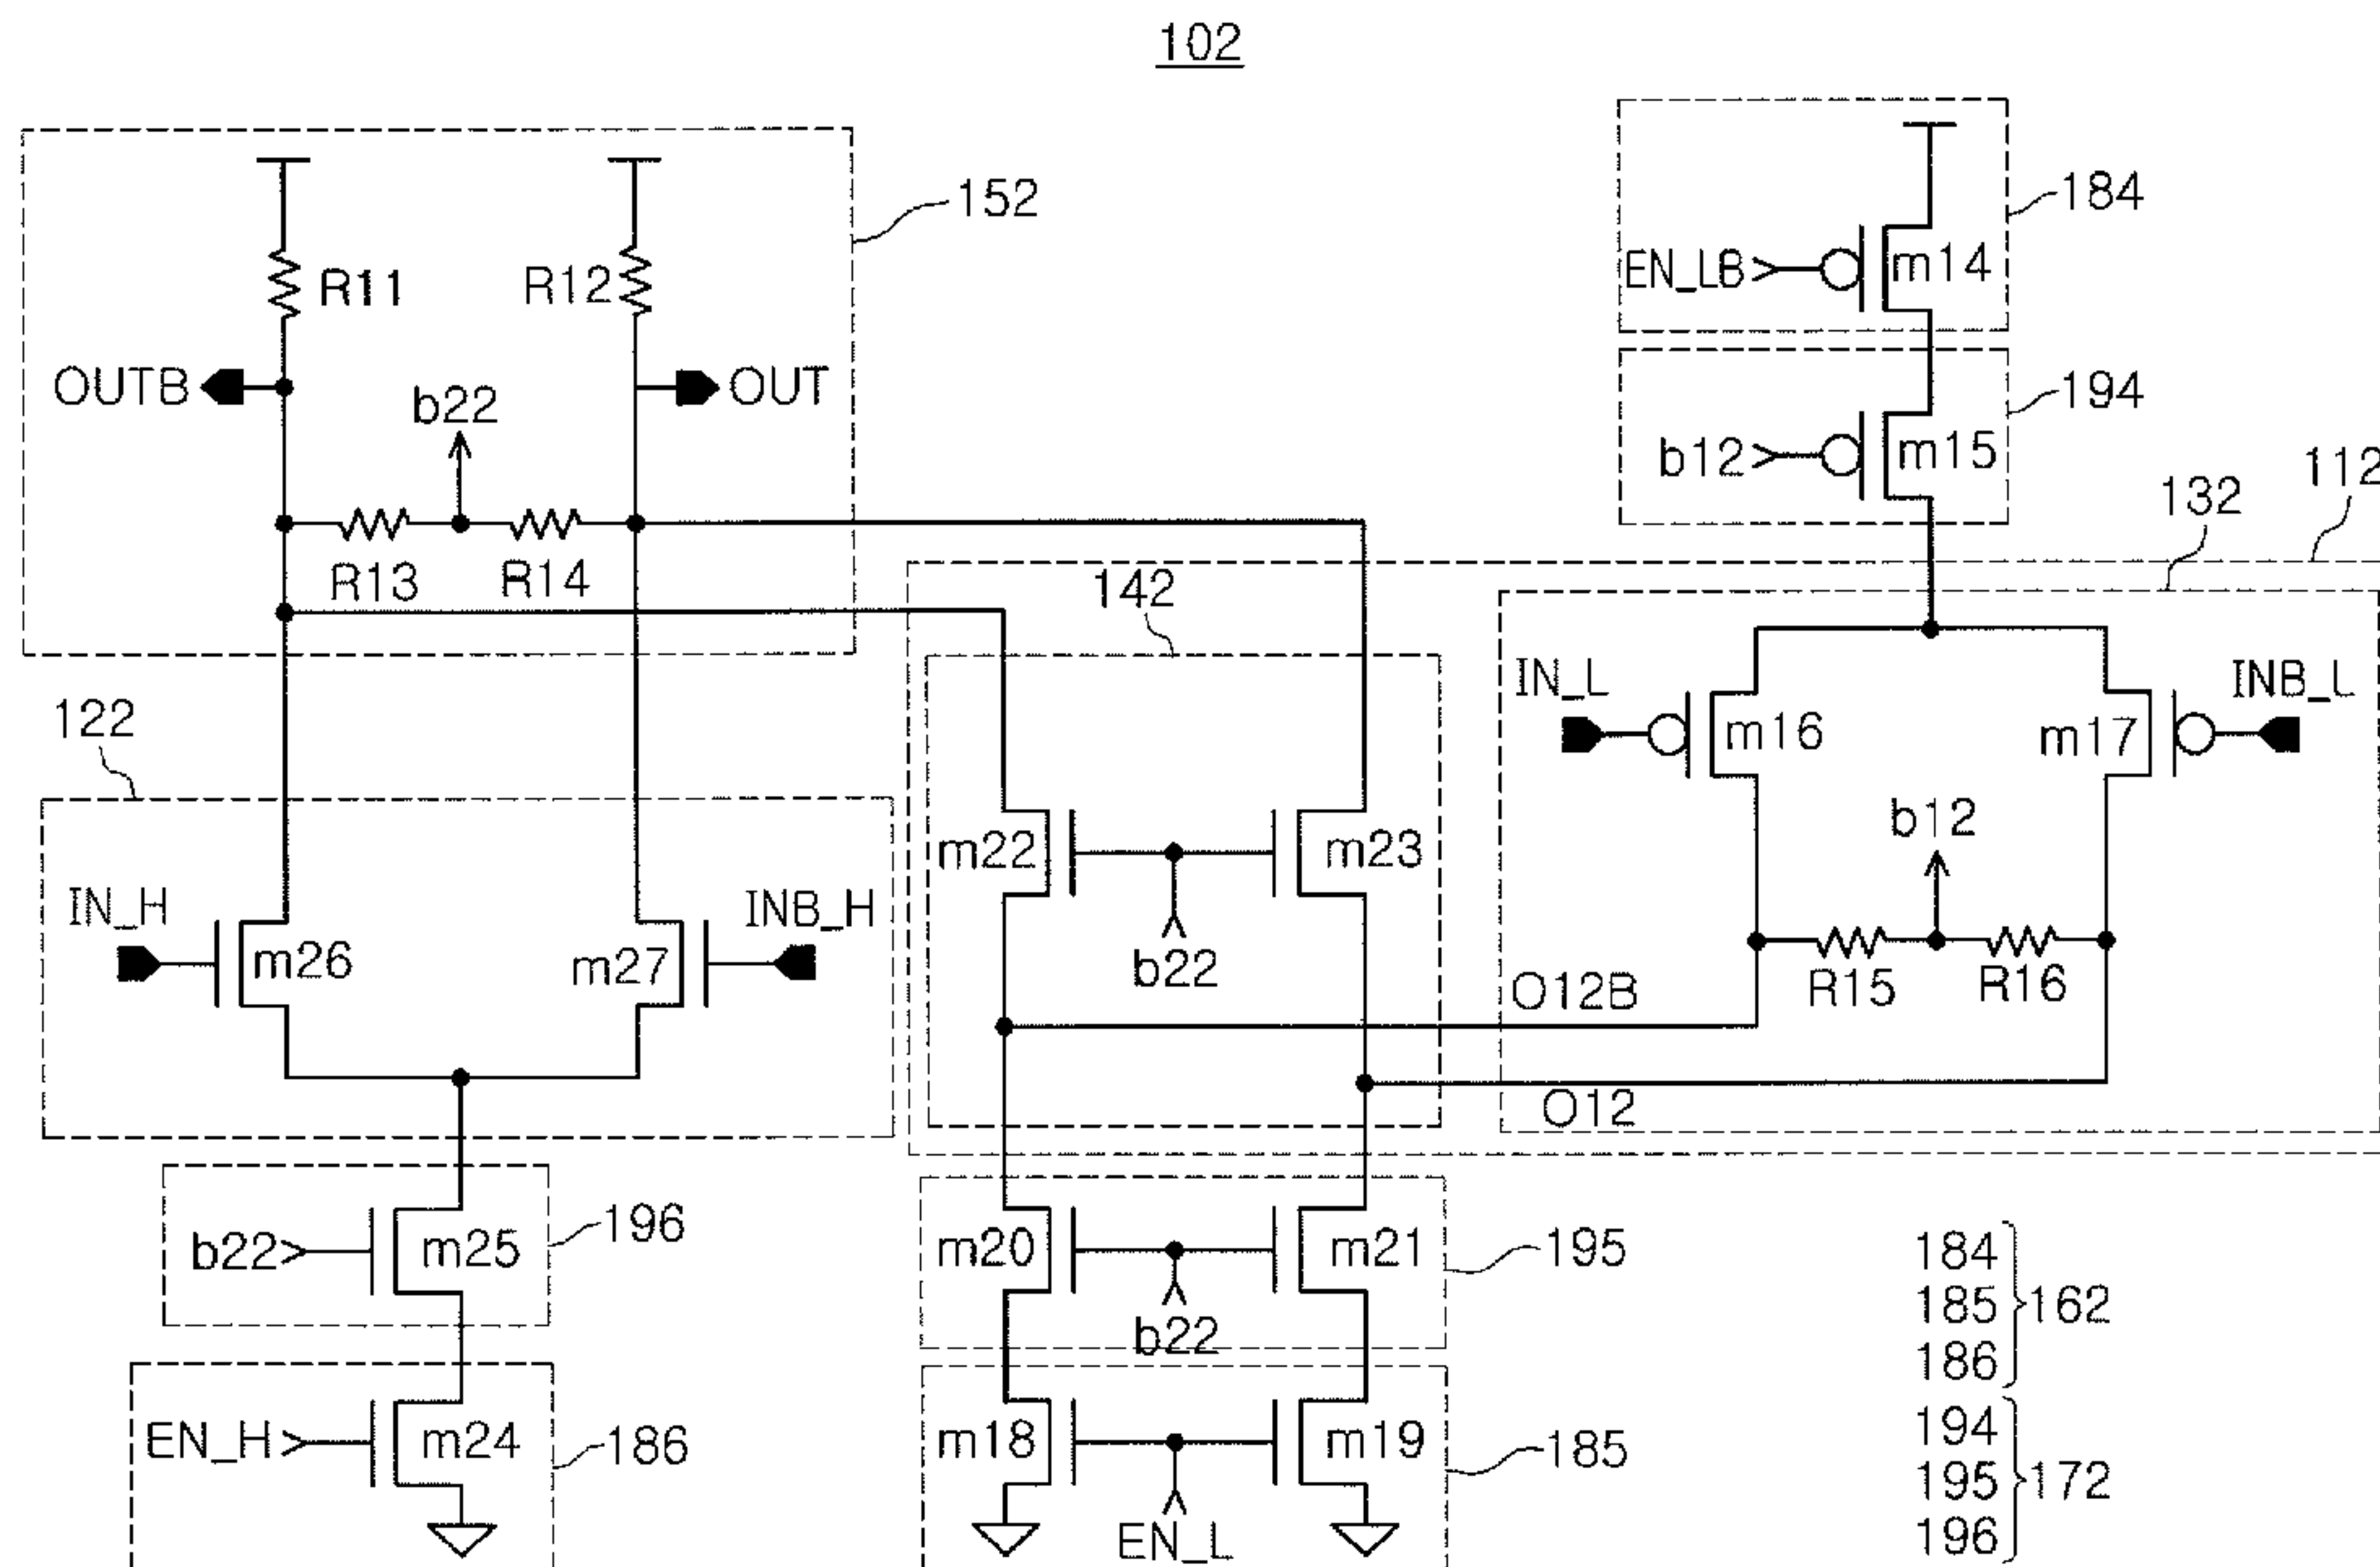 102
152
184
R11
R12
EN_LB
m14
OUTB
b22
OUT
194
b12
m15
112
132
R13
R14
142
IN_L
INB_L
122
m16
m17
b12
m22
m23
IN_H
INB_H
m26
m27
b22
R15
R16
O12B
O12
196
b22
m25
m20
m21
195
184
185
186
162
b22
EN_H
m24
186
m18
m19
185
EN_L
194
195
196
172